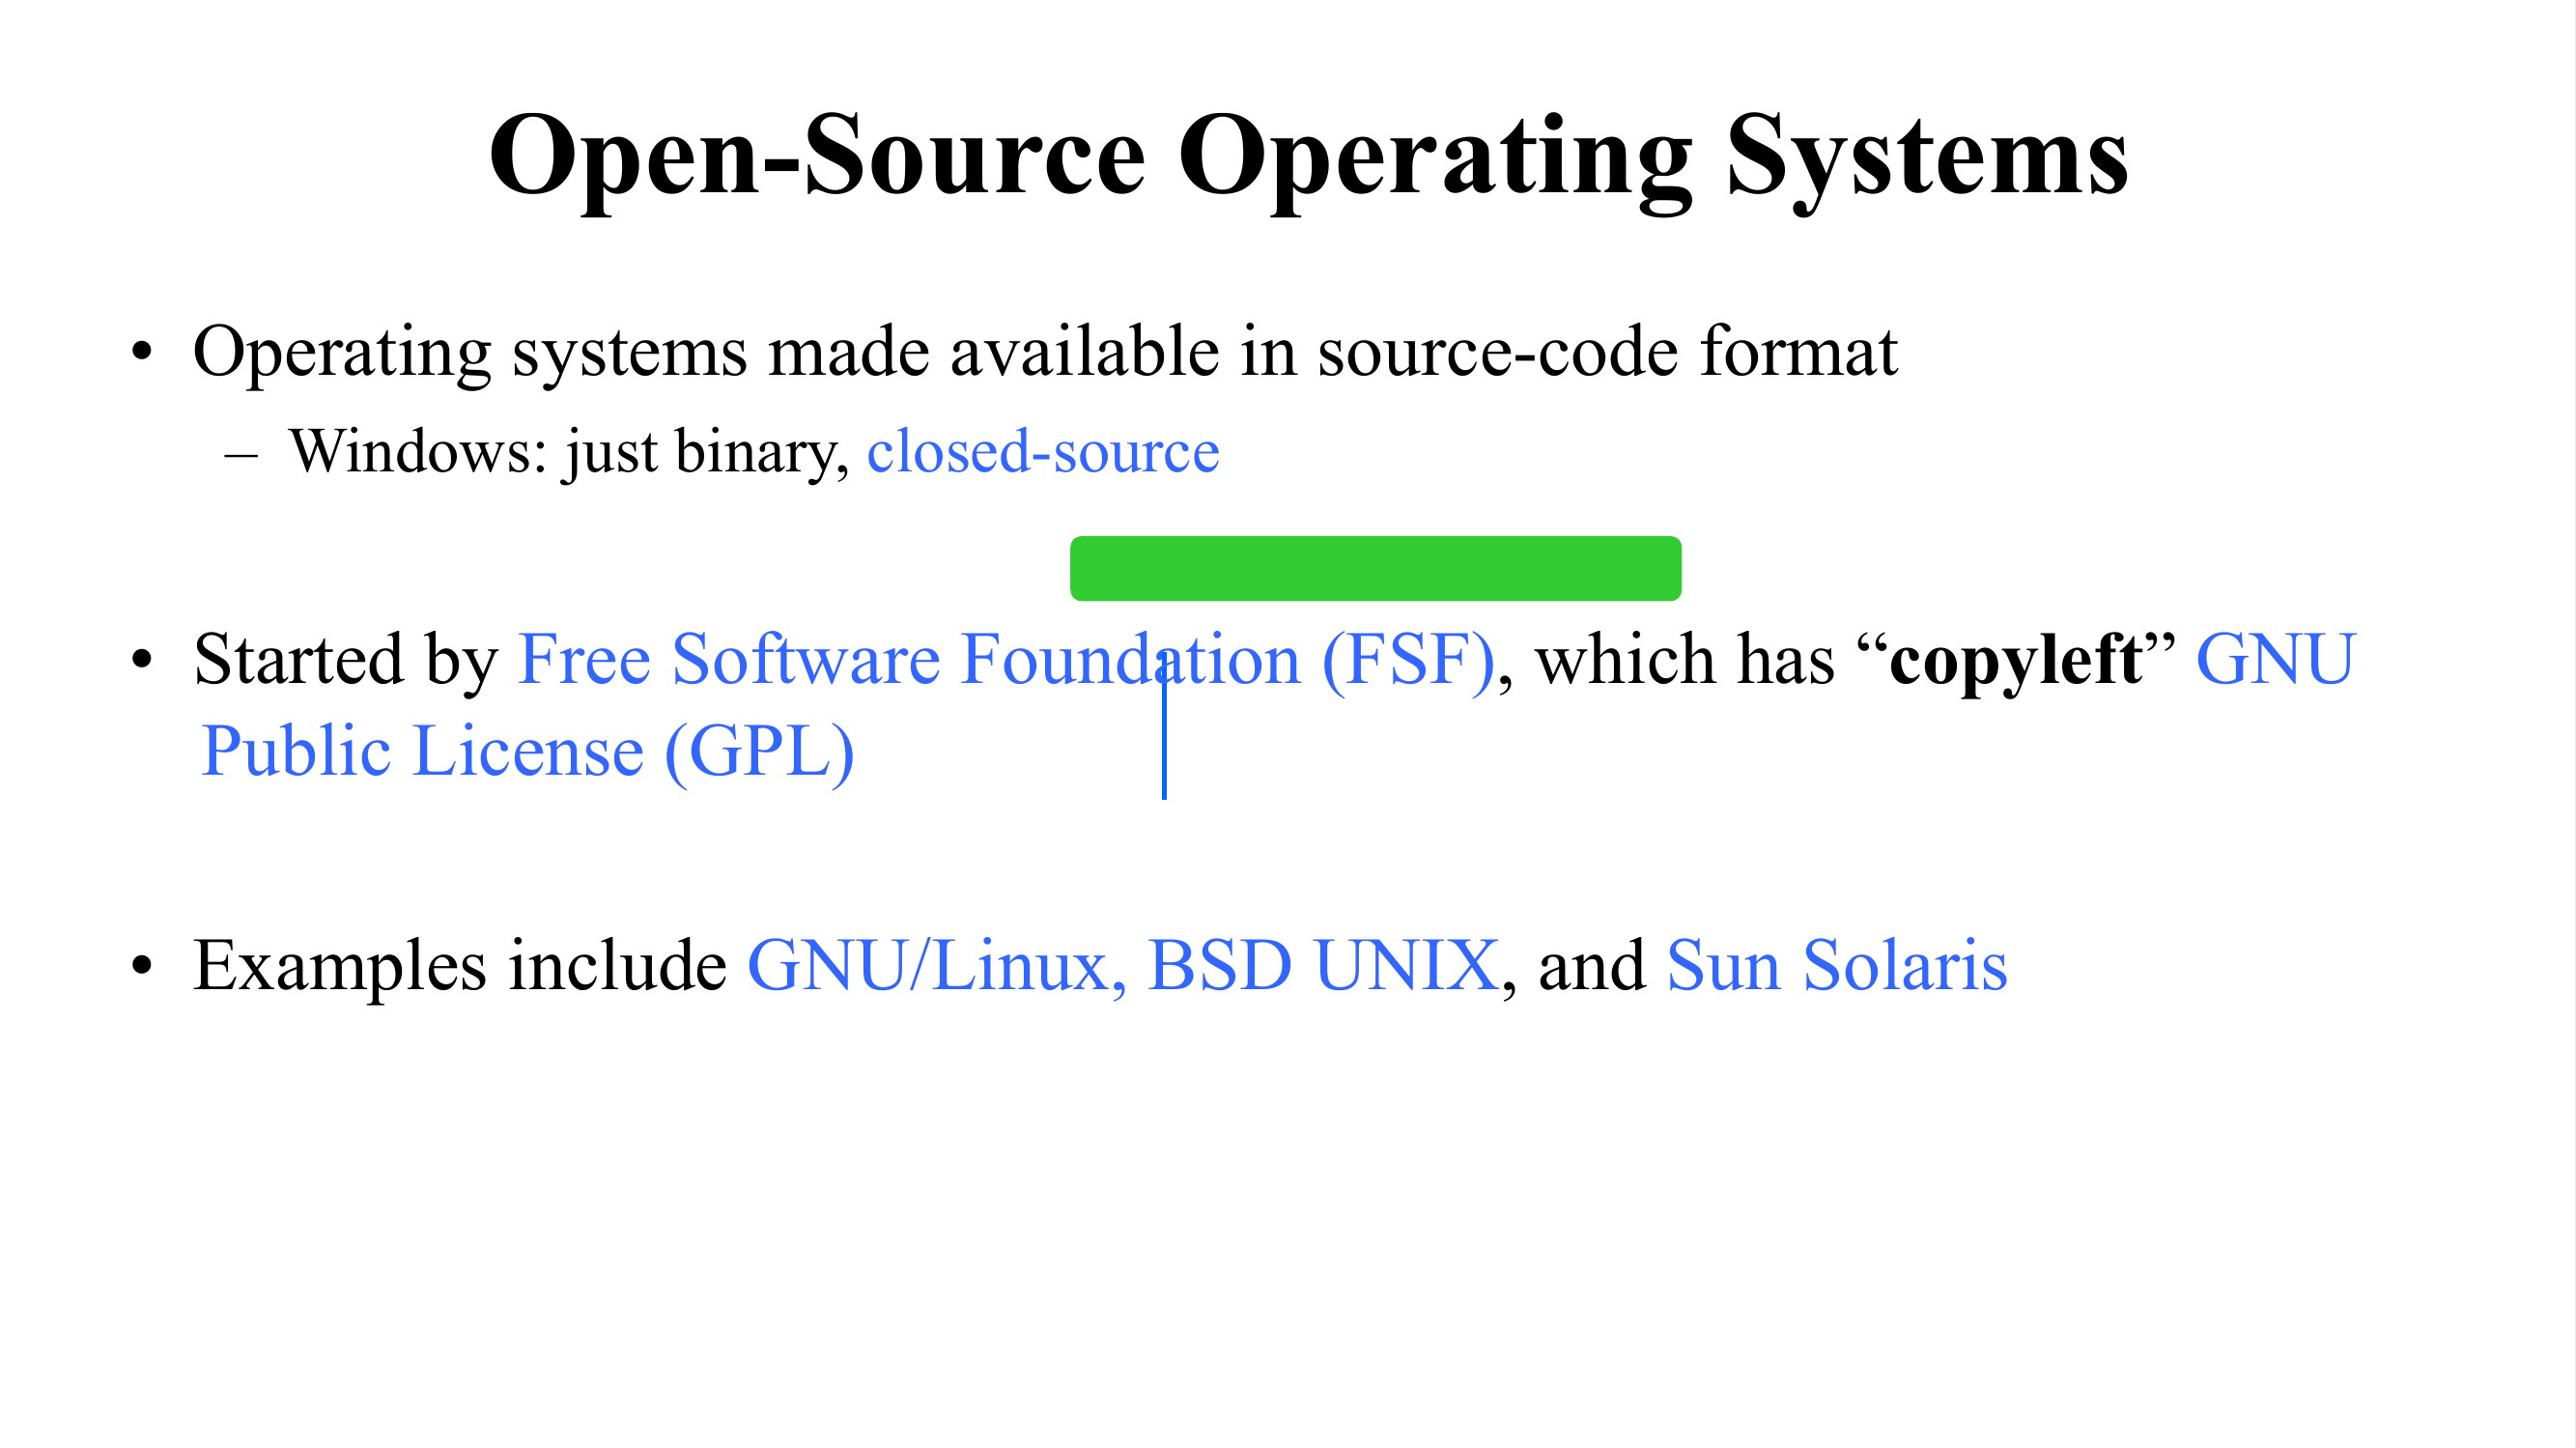 Open-Source Operating Systems
• Operating systems made available in source-code format
– Windows: just binary, closed-source
• Started by Free Software Foundation (FSF), which has “copyleft” GNU
Public License (GPL)
• Examples include GNU/Linux, BSD UNIX, and Sun Solaris